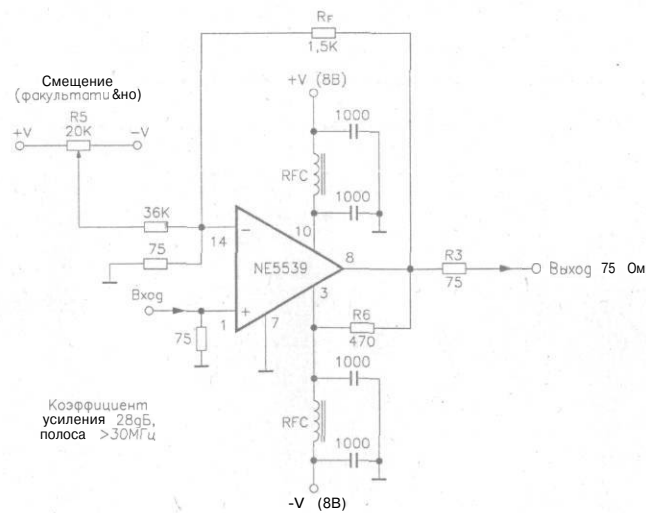 RF
1,5K
Смещение
(факультати &но)
R5
20K
+V
-V
+V (8В)
1000
RFC
1000
36K
14
-
10
75
NE5539
8
R3
75
Выход 75 Ом
Вход
3
+
1
7
75
R6
470
1000
RFC
1000
Коэффициент
усиления 28дБ,
полоса >30МГц
-V (8В)